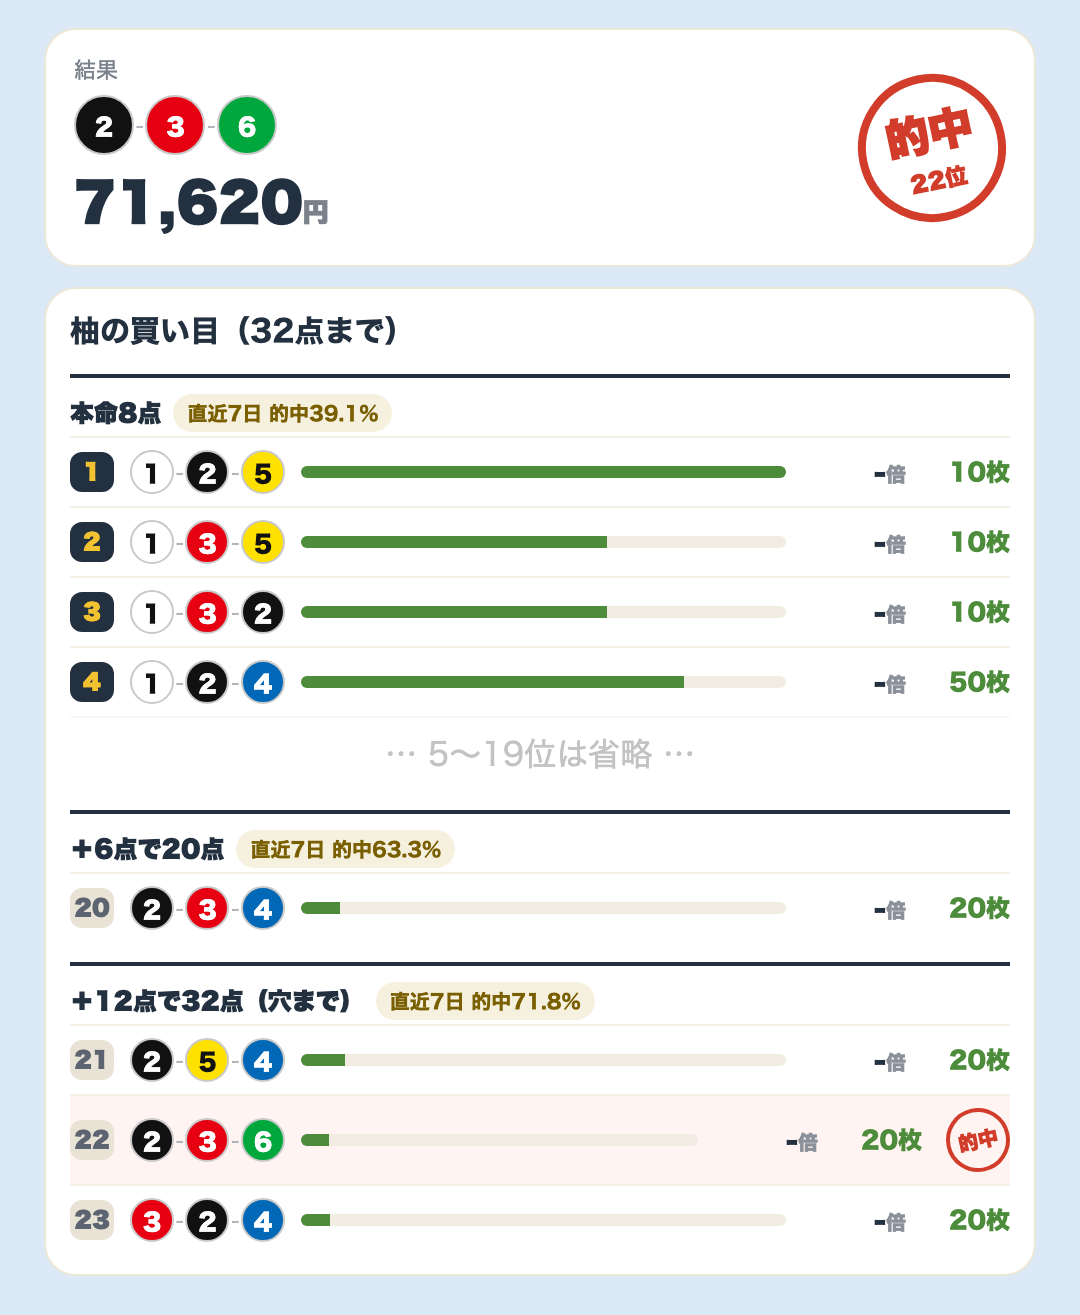 結果
2-3-6
71,620円
的中
22位
柚の買い目（32点まで）
本命8点 直近7日 的中39.1%
1 1-2-5 -倍 10枚
2 1-3-5 -倍 10枚
3 1-3-2 -倍 10枚
4 1-2-4 -倍 50枚
… 5〜19位は省略 …
+6点で20点 直近7日 的中63.3%
20 2-3-4 -倍 20枚
+12点で32点（穴まで） 直近7日 的中71.8%
21 2-5-4 -倍 20枚
22 2-3-6 -倍 20枚 的中
23 3-2-4 -倍 20枚